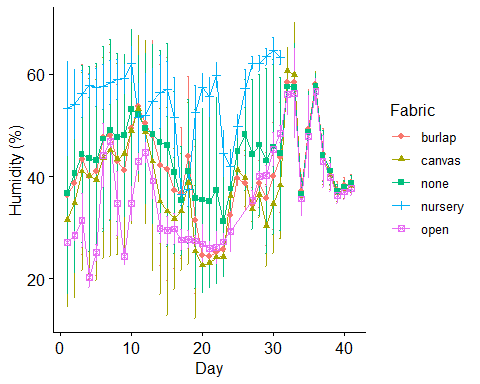 60
40
20
Humidity (%)
0
10
20
30
40
Day
Fabric
burlap
canvas
none
nursery
open